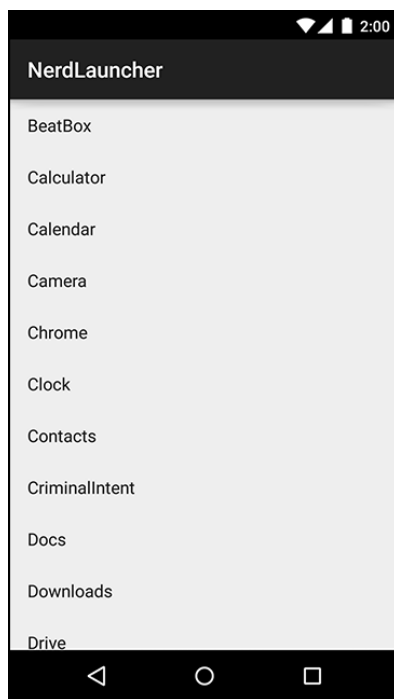 2:00
NerdLauncher
BeatBox
Calculator
Calendar
Camera
Chrome
Clock
Contacts
CriminalIntent
Docs
Downloads
Drive